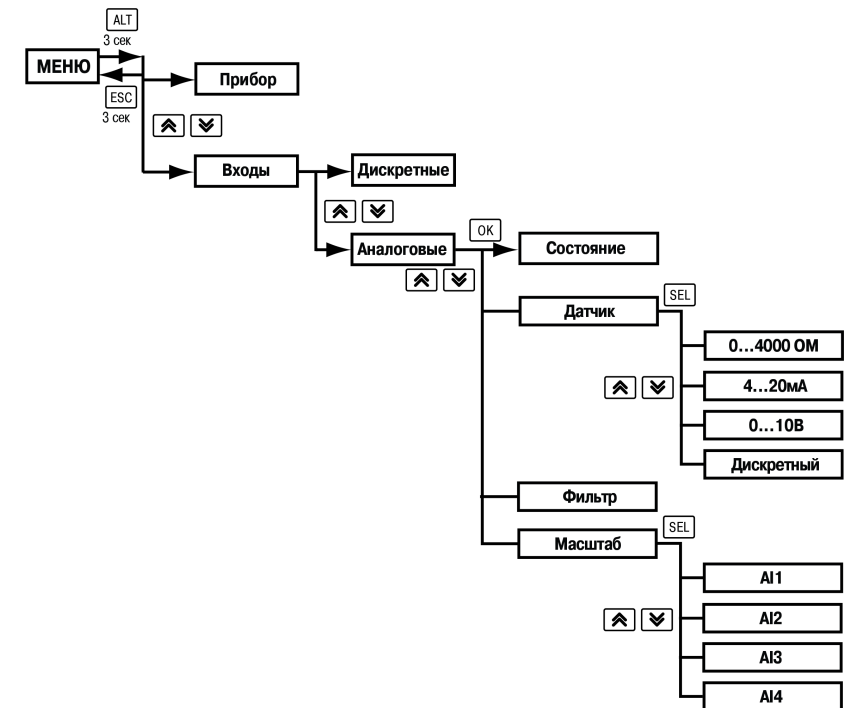 ALT
3 сек
МЕНЮ
Прибор
ESC
3 сек
Входы
Дискретные
Аналоговые
OK
Состояние
Датчик
SEL
0...4000 ОМ
4...20мА
0...10В
Дискретный
Фильтр
Масштаб
SEL
AI1
AI2
AI3
AI4